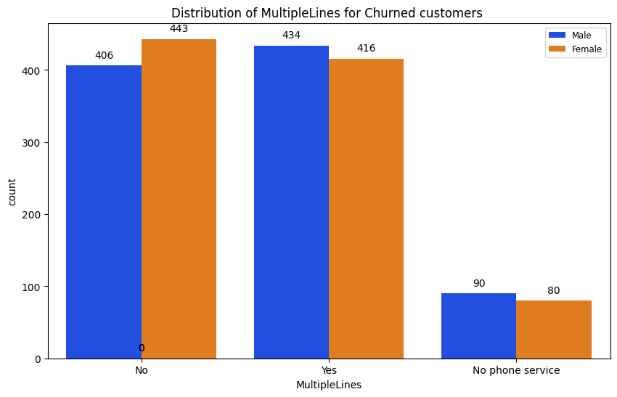 Distribution of MultipleLines for Churned customers
Male
Female
406
443
434
416
90
80
0
400
300
200
100
0
count
No
Yes
No phone service
MultipleLines